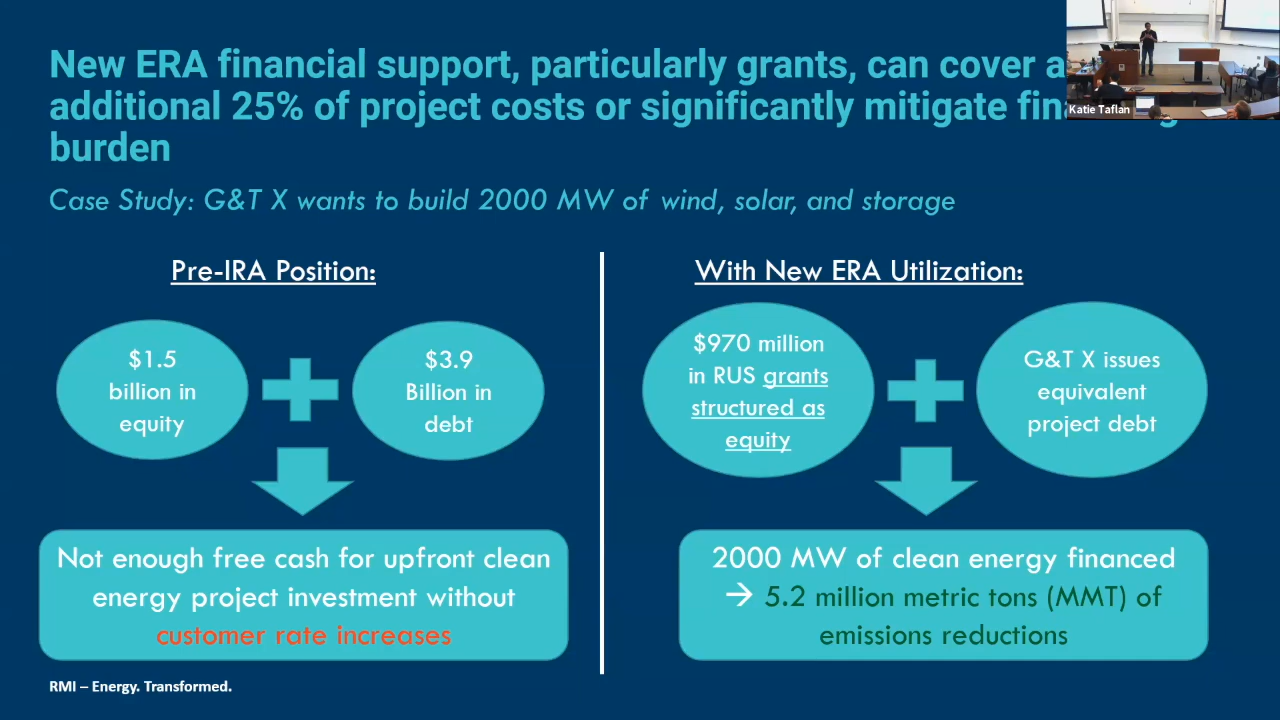 New ERA financial support, particularly grants, can cover a
additional 25% of project costs or significantly mitigate
burden
Case Study: G&T X wants to build 2000 MW of wind, solar, and storage
Katie Taflan
Pre-IRA Position:
$1.5
billion in
equity
$3.9
Billion in
debt
Not enough free cash for upfront clean
energy project investment without
customer rate increases
With New ERA Utilization:
$970 million
in RUS grants
structured as
equity
G&T X issues
equivalent
project debt
2000 MW of clean energy financed
→ 5.2 million metric tons (MMT) of
emissions reductions
RMI – Energy. Transformed.